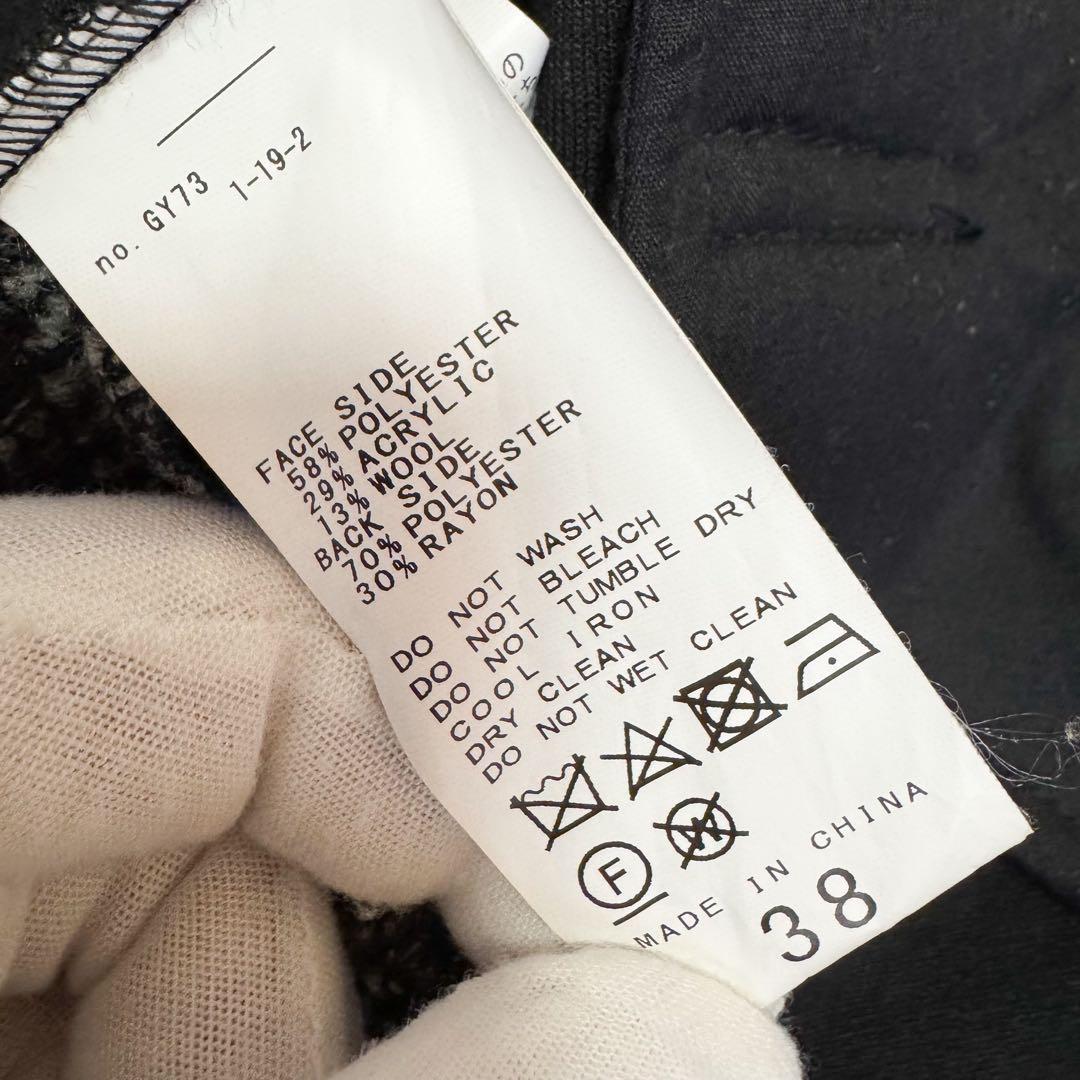 no. GY73
1-19-2
FACE SIDE
58% POLYESTER
29% ACRYLIC
13% WOOL
BACK SIDE
70% POLYESTER
30% RAYON
DO NOT WASH
DO NOT BLEACH
DO NOT TUMBLE DRY
COOL IRON
DRY CLEAN
DO NOT WET CLEAN
W
F
MADE IN CHINA
38